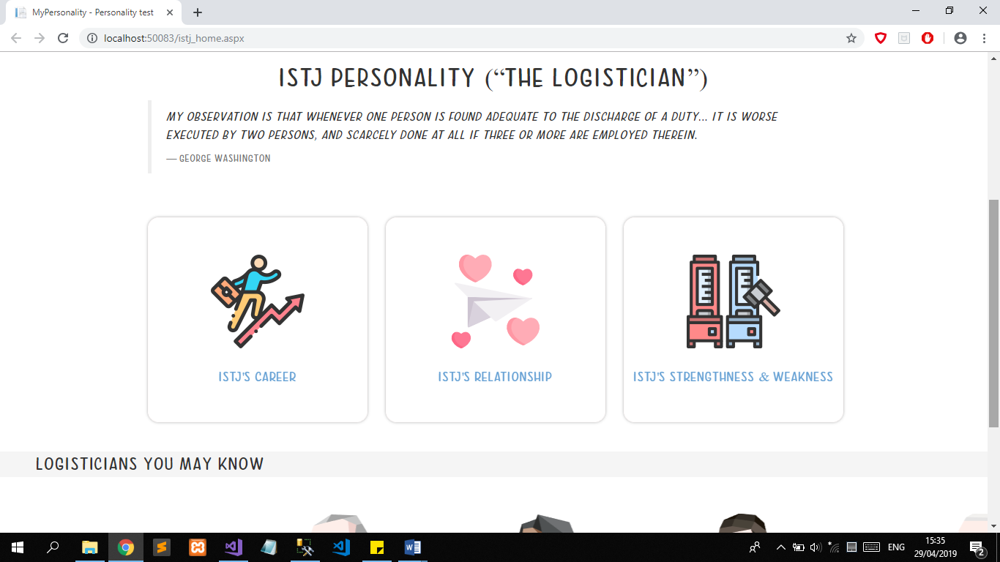 MyPersonality - Personality test
localhost:50083/istj_home.aspx
ISTJ PERSONALITY (“THE LOGISTICIAN”)
MY OBSERVATION IS THAT WHENEVER ONE PERSON IS FOUND ADEQUATE TO THE DISCHARGE OF A DUTY... IT IS WORSE
EXECUTED BY TWO PERSONS, AND SCARCELY DONE AT ALL IF THREE OR MORE ARE EMPLOYED THEREIN.
— GEORGE WASHINGTON
ISTJ'S CAREER
ISTJ'S RELATIONSHIP
ISTJ'S STRENGTHNESS & WEAKNESS
LOGISTICIANS YOU MAY KNOW
ENG
15:35
29/04/2019
2